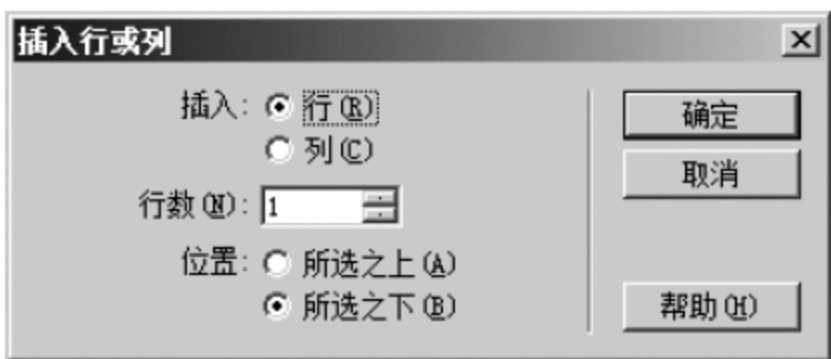 插入行或列
插入: 行(R)
列(C)
确定
取消
行数(N): 1
位置: 所选之上(A)
所选之下(B)
帮助(H)